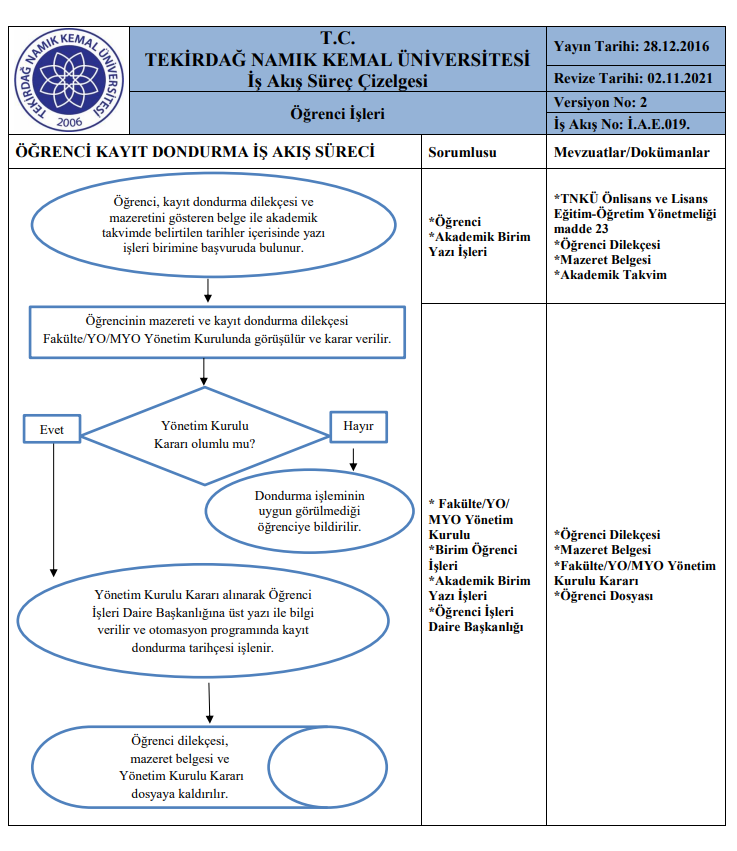 TEKİRDAĞ NAMIK KEMAL ÜNİVERSİTESİ
2006
T.C.
TEKİRDAĞ NAMIK KEMAL ÜNİVERSİTESİ
İş Akış Süreç Çizelgesi
Öğrenci İşleri
Yayın Tarihi: 28.12.2016
Revize Tarihi: 02.11.2021
Versiyon No: 2
İş Akış No: İ.A.E.019.
ÖĞRENCİ KAYIT DONDURMA İŞ AKIŞ SÜRECİ
Sorumlusu
Mevzuatlar/Dokümanlar
Öğrenci, kayıt dondurma dilekçesi ve
mazeretini gösteren belge ile akademik
takvimde belirtilen tarihler içerisinde yazı
işleri birimine başvuruda bulunur.
*Öğrenci
*Akademik Birim
Yazı İşleri
*TNKÜ Önlisans ve Lisans
Eğitim-Öğretim Yönetmeliği
madde 23
*Öğrenci Dilekçesi
*Mazeret Belgesi
*Akademik Takvim
Öğrencinin mazereti ve kayıt dondurma dilekçesi
Fakülte/YO/MYO Yönetim Kurulunda görüşülür ve karar verilir.
Yönetim Kurulu
Kararı olumlu mu?
Evet
Hayır
Dondurma işleminin
uygun görülmediği
öğrenciye bildirilir.
Yönetim Kurulu Kararı alınarak Öğrenci
İşleri Daire Başkanlığına üst yazı ile bilgi
verilir ve otomasyon programında kayıt
dondurma tarihçesi işlenir.
Öğrenci dilekçesi,
mazeret belgesi ve
Yönetim Kurulu Kararı
dosyaya kaldırılır.
* Fakülte/YO/
MYO Yönetim
Kurulu
*Birim Öğrenci
İşleri
*Akademik Birim
Yazı İşleri
*Öğrenci İşleri
Daire Başkanlığı
*Öğrenci Dilekçesi
*Mazeret Belgesi
*Fakülte/YO/MYO Yönetim
Kurulu Kararı
*Öğrenci Dosyası